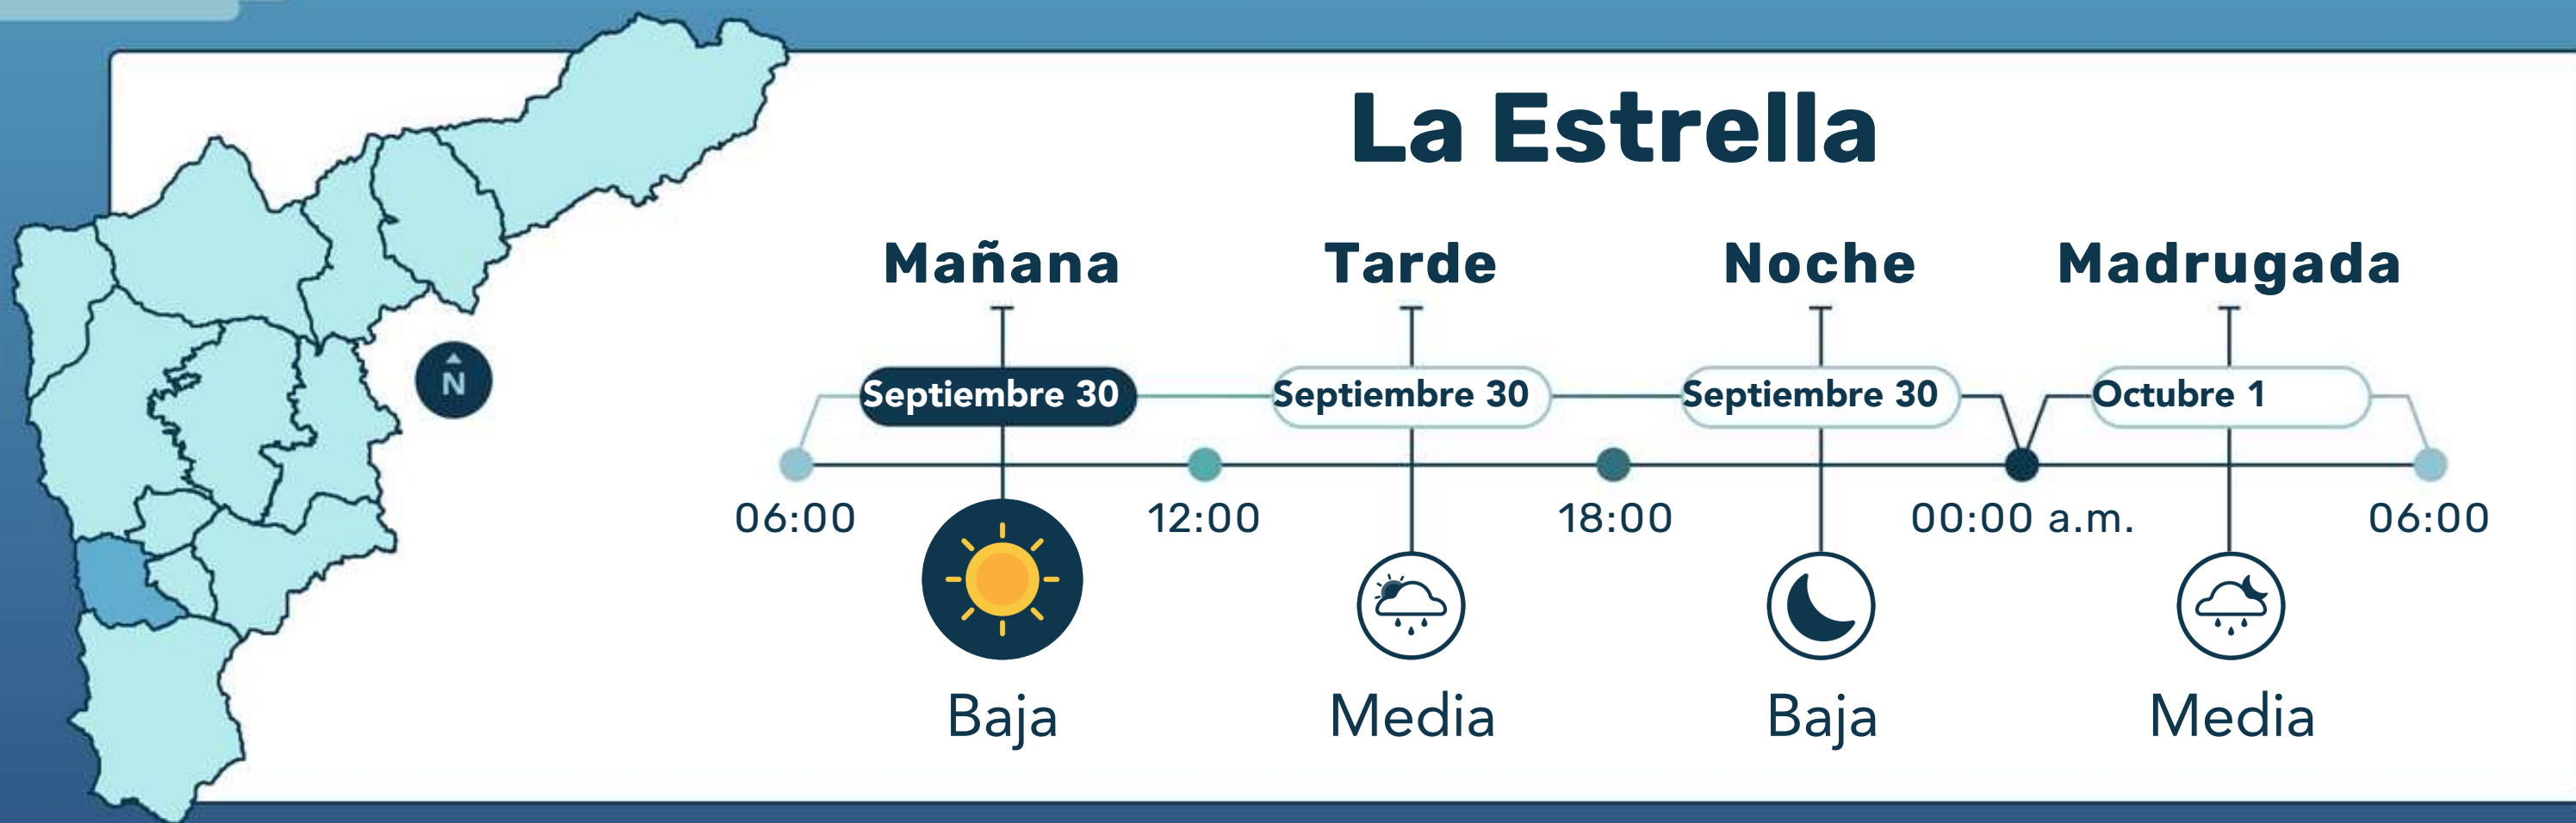 La Estrella
Mañana Tarde Noche Madrugada
N
Septiembre 30 Septiembre 30 Septiembre 30 Octubre 1
06:00 12:00 18:00 00:00 a.m. 06:00
Baja Media Baja Media